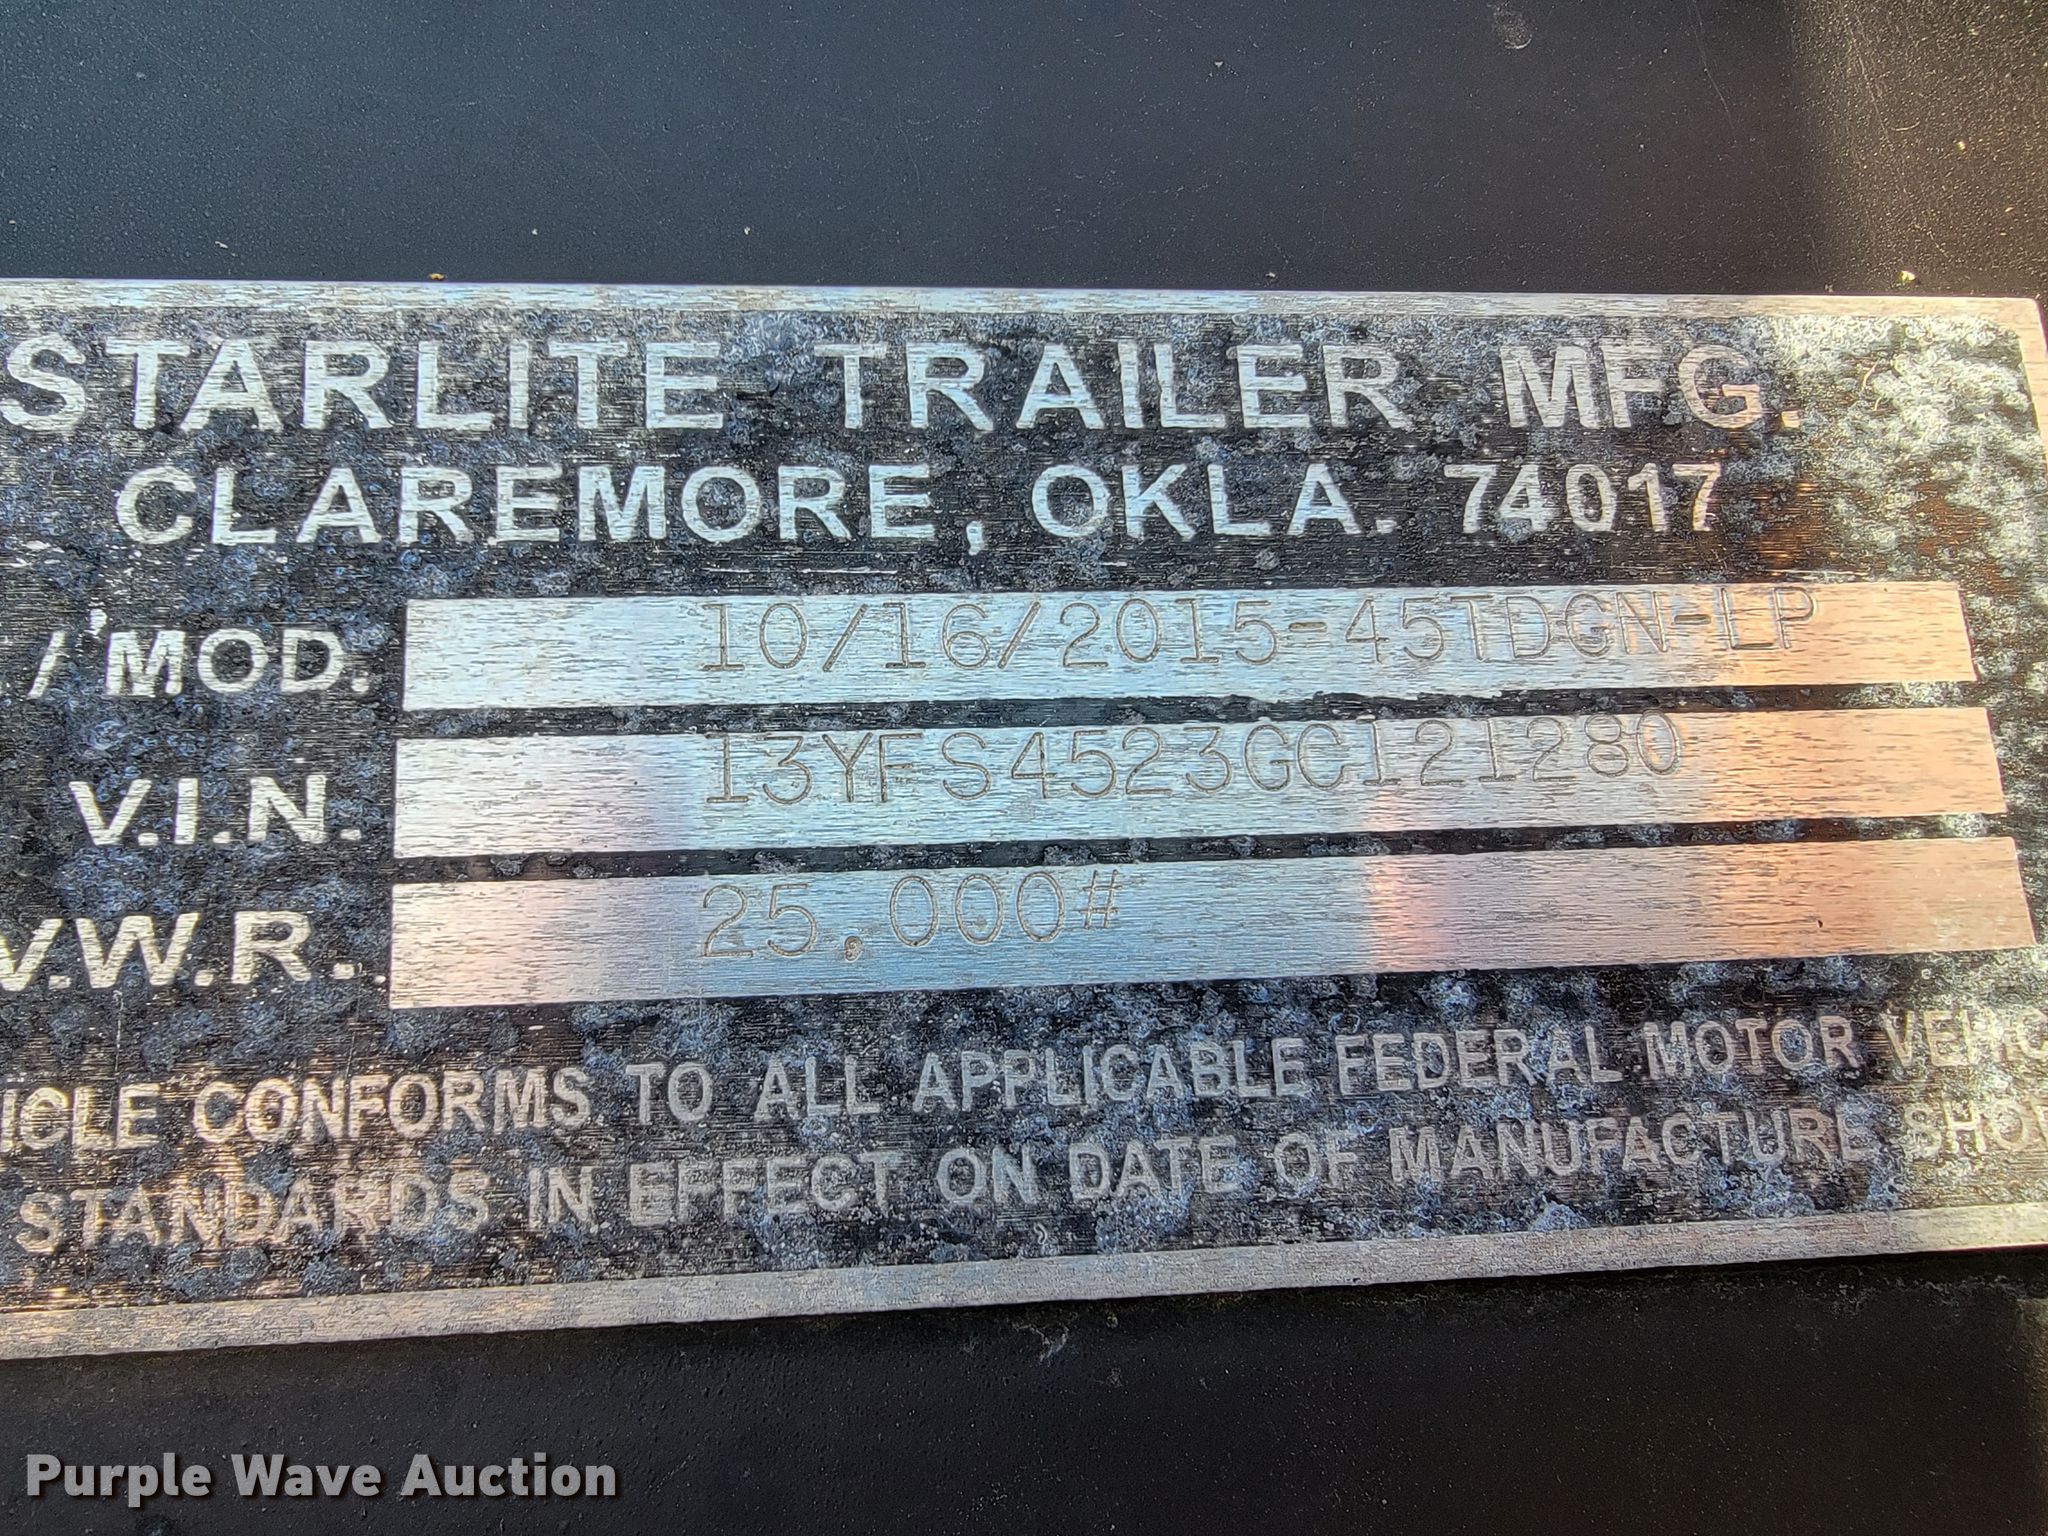 STARLITE TRAILER MFG.
CLAREMORE, OKLA. 74017
/ MOD. 10/16/2015-45TDGN-LP
V.I.N. 13YFS4523GC121280
V.W.R. 25,000#
ICLE CONFORMS TO ALL APPLICABLE FEDERAL MOTOR VEHIC
STANDARDS IN EFFECT ON DATE OF MANUFACTURE SHO
Purple Wave Auction